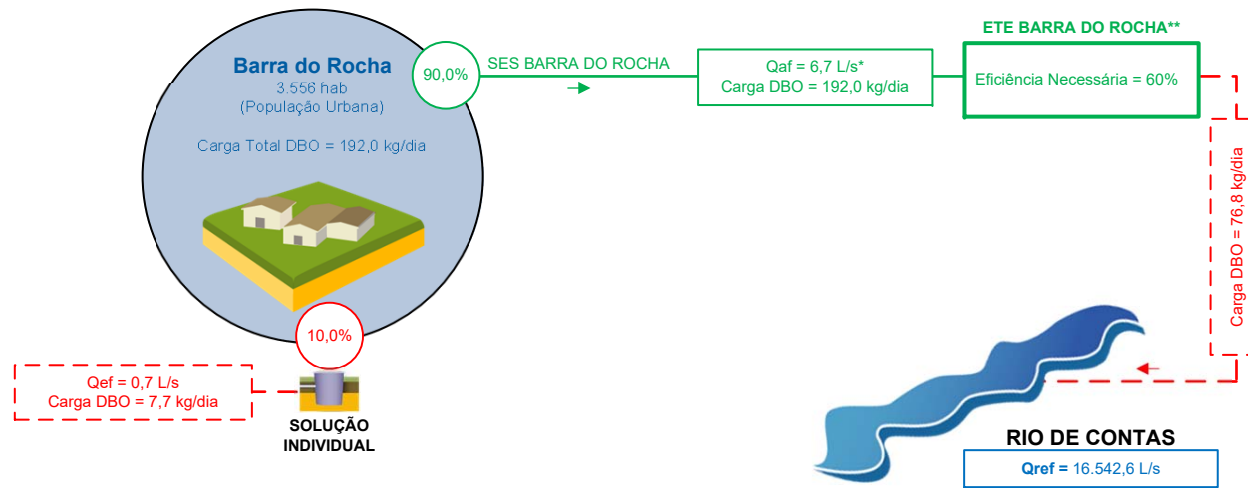 Barra do Rocha
3.556 hab
(População Urbana)
Carga Total DBO = 192,0 kg/dia
90,0%
SES BARRA DO ROCHA
Qaf = 6,7 L/s*
Carga DBO = 192,0 kg/dia
ETE BARRA DO ROCHA**
Eficiência Necessária = 60%
Carga DBO = 76,8 kg/dia
10,0%
Qef = 0,7 L/s
Carga DBO = 7,7 kg/dia
SOLUÇÃO
INDIVIDUAL
RIO DE CONTAS
Qref = 16.542,6 L/s